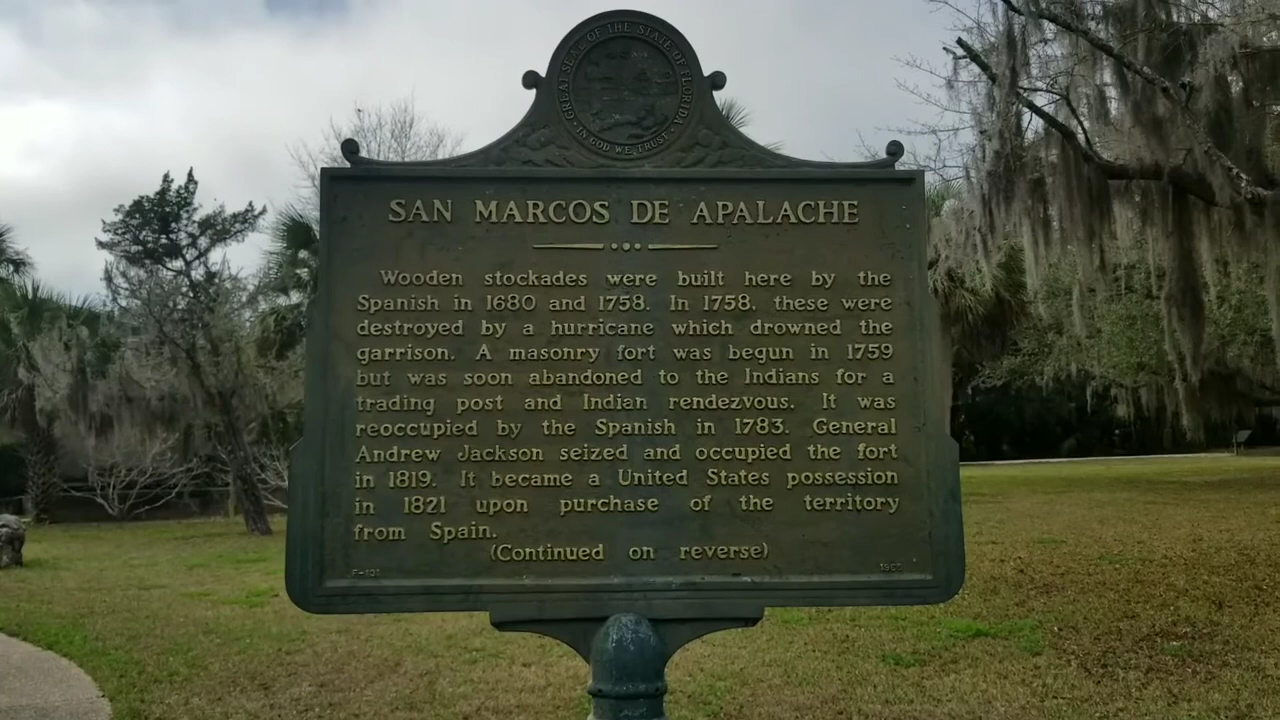 GREAT SEAL OF THE STATE OF FLORIDA
• IN GOD WE TRUST •
SAN MARCOS DE APALACHE
Wooden stockades were built here by the
Spanish in 1680 and 1758. In 1758, these were
destroyed by a hurricane which drowned the
garrison. A masonry fort was begun in 1759
but was soon abandoned to the Indians for a
trading post and Indian rendezvous. It was
reoccupied by the Spanish in 1783. General
Andrew Jackson seized and occupied the fort
in 1819. It became a United States possession
in 1821 upon purchase of the territory
from Spain.
(Continued on reverse)
F-131